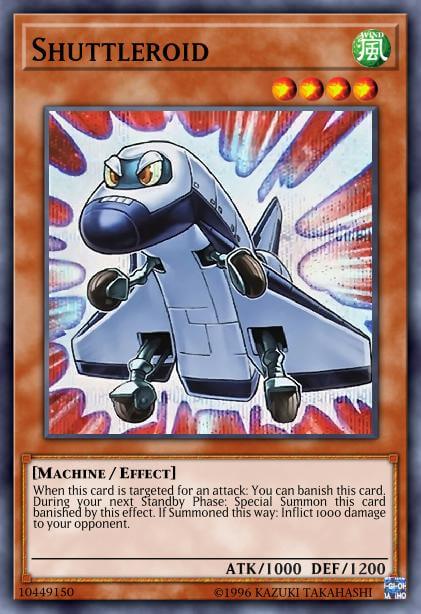 SHUTTLEROID
WIND
風
[MACHINE / EFFECT]
When this card is targeted for an attack: You can banish this card.
During your next Standby Phase: Special Summon this card
banished by this effect. If Summoned this way: Inflict 1000 damage
to your opponent.
ATK/1000 DEF/1200
10449150
©1996 KAZUKI TAKAHASHI